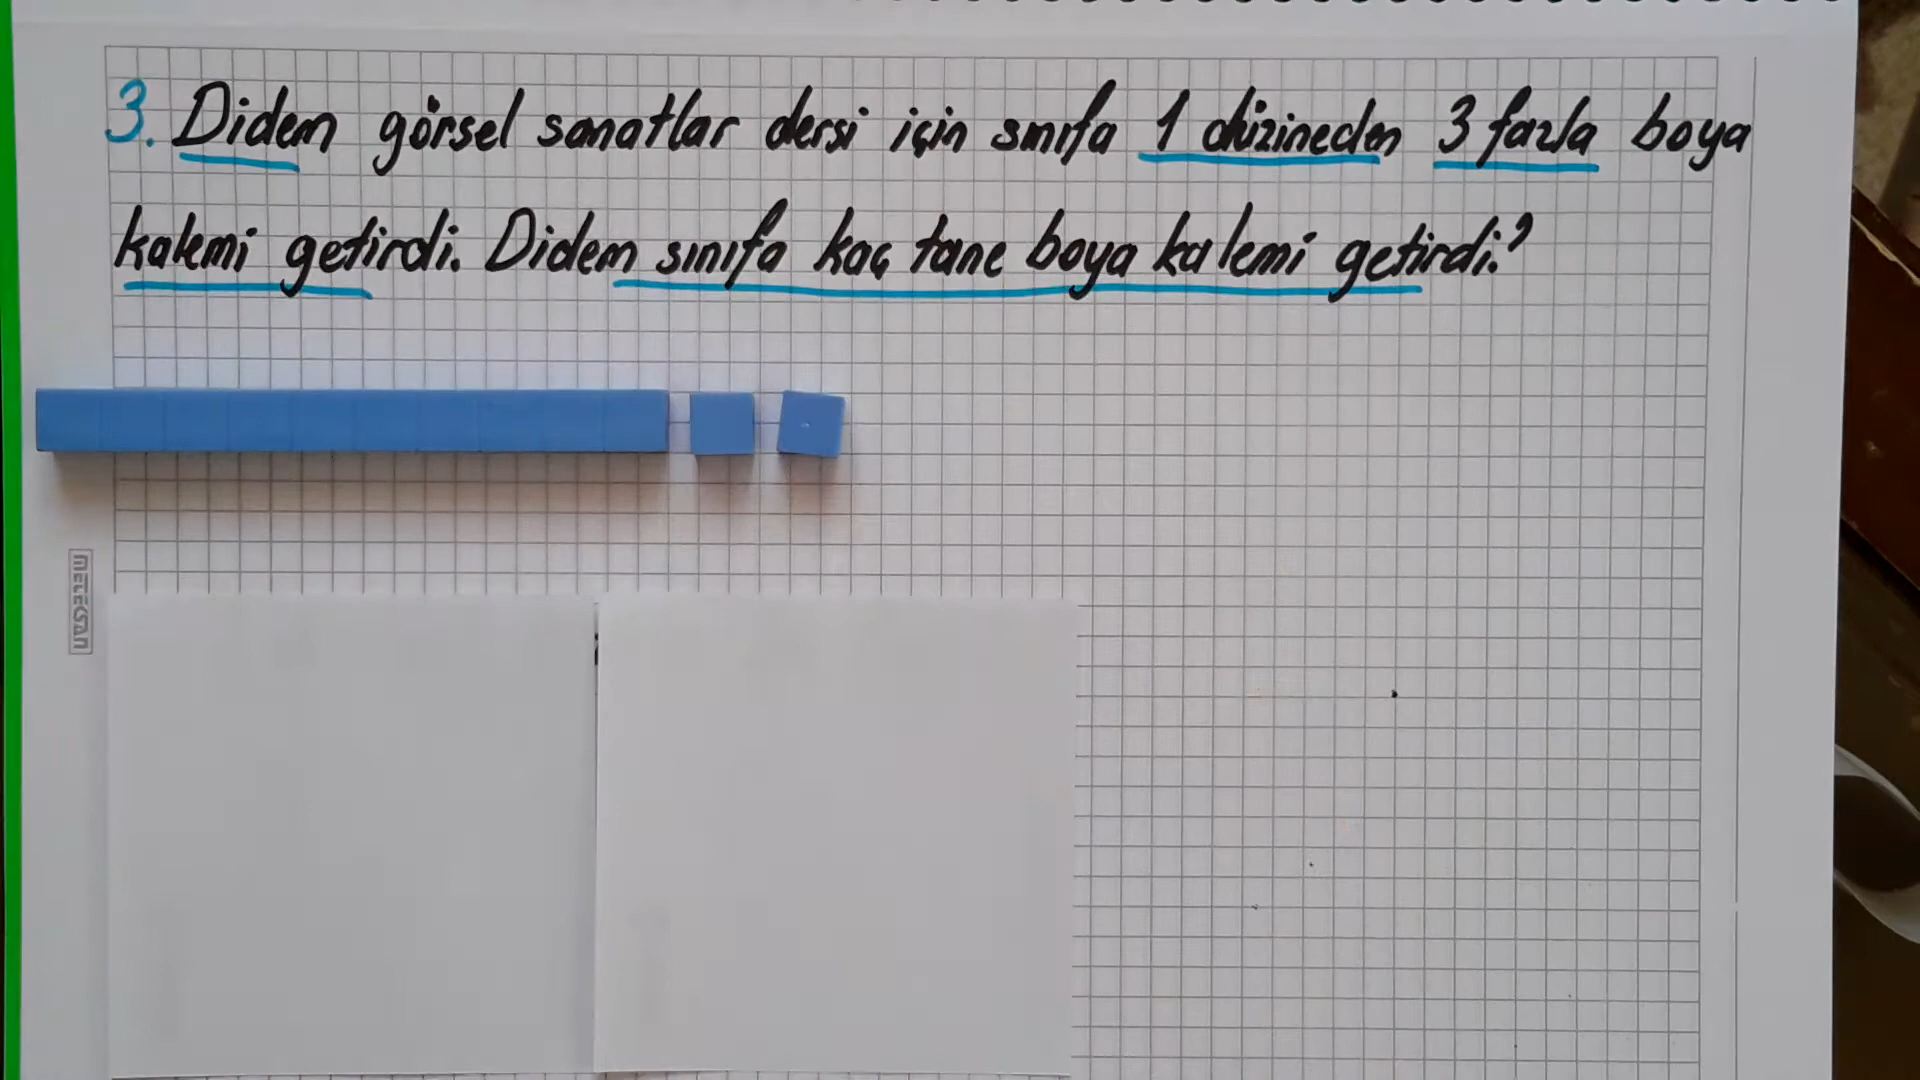 3. Didem görsel sanatlar dersi için sınıfa 1 düzineden 3 fazla boya
kalemi getirdi. Didem sınıfa kaç tane boya kalemi getirdi?
METEGAN